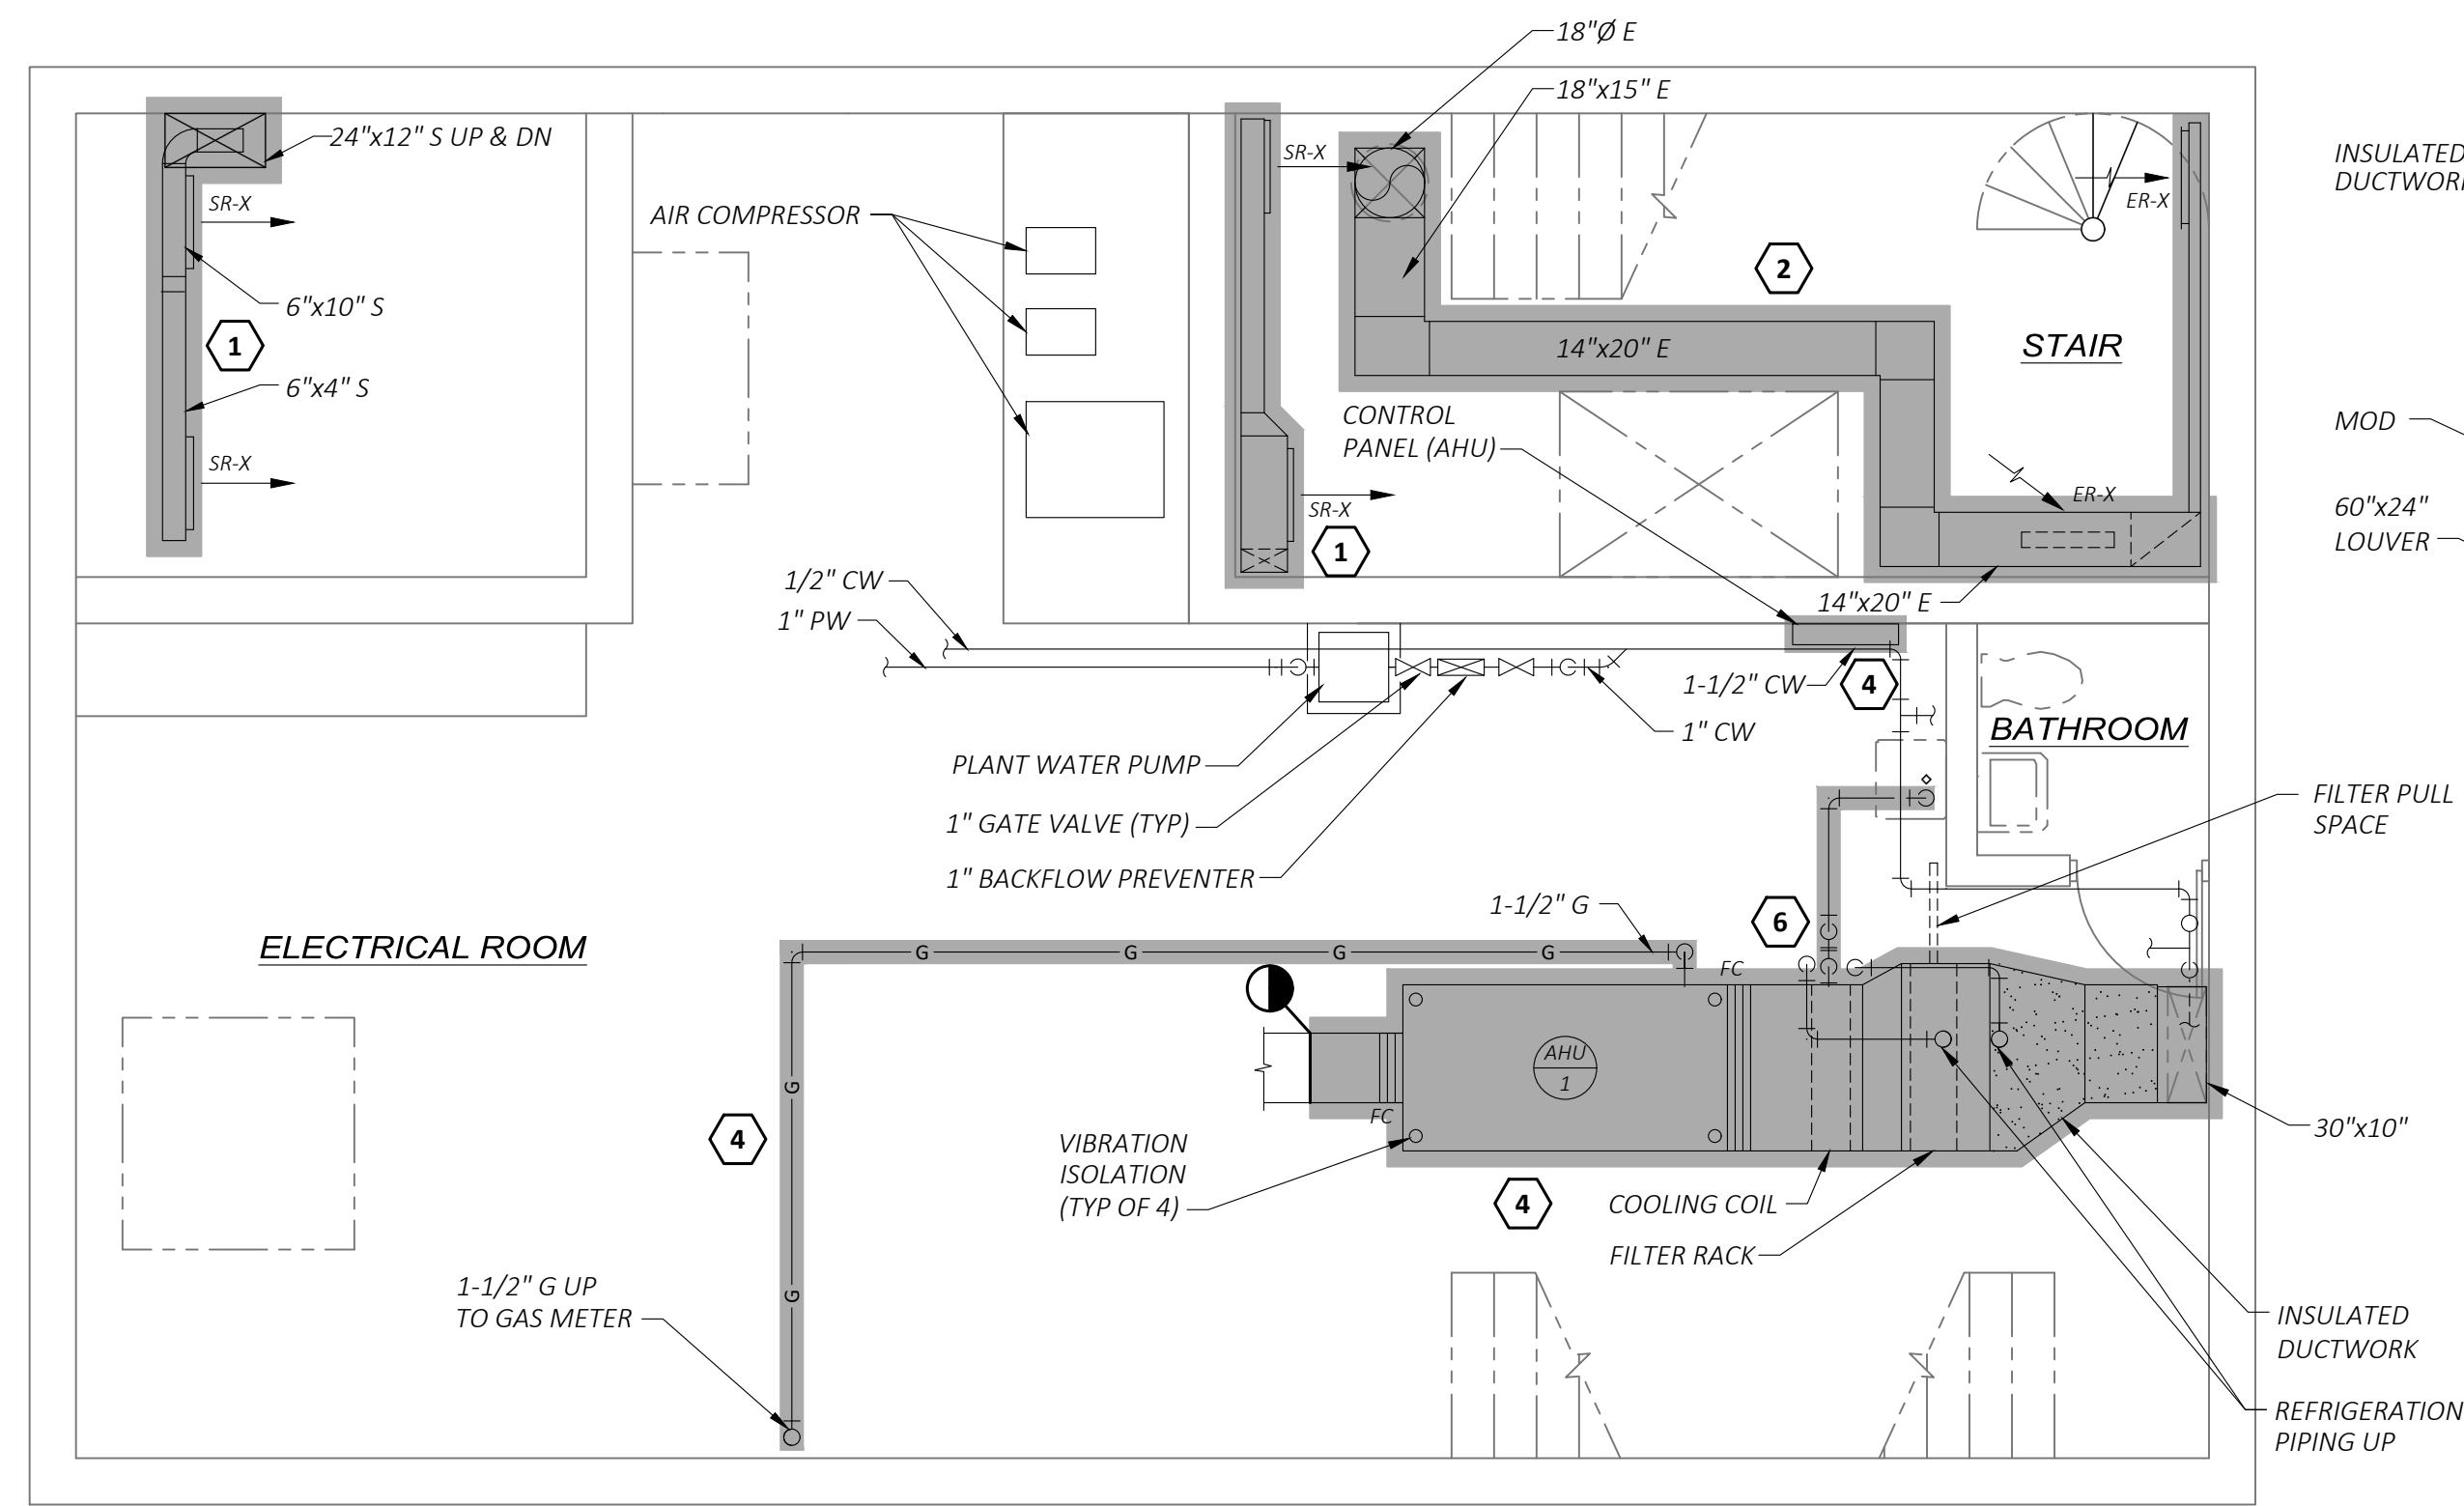 18"Ø E
18"x15" E
24"x12" S UP & DN
SR-X
SR-X
ER-X
INSULATED
DUCTWORK
AIR COMPRESSOR
6"x10" S
2
1
14"x20" E
STAIR
6"x4" S
CONTROL
PANEL (AHU)
MOD
SR-X
SR-X
ER-X
60"x24"
LOUVER
1
1/2" CW
1" PW
14"x20" E
1-1/2" CW
4
1" CW
BATHROOM
PLANT WATER PUMP
1" GATE VALVE (TYP)
1" BACKFLOW PREVENTER
FILTER PULL
SPACE
1-1/2" G
6
ELECTRICAL ROOM
G
G
G
G
FC
AHU
1
G
FC
4
VIBRATION
ISOLATION
(TYP OF 4)
30"x10"
4
COOLING COIL
FILTER RACK
G
1-1/2" G UP
TO GAS METER
INSULATED
DUCTWORK
REFRIGERATION
PIPING UP